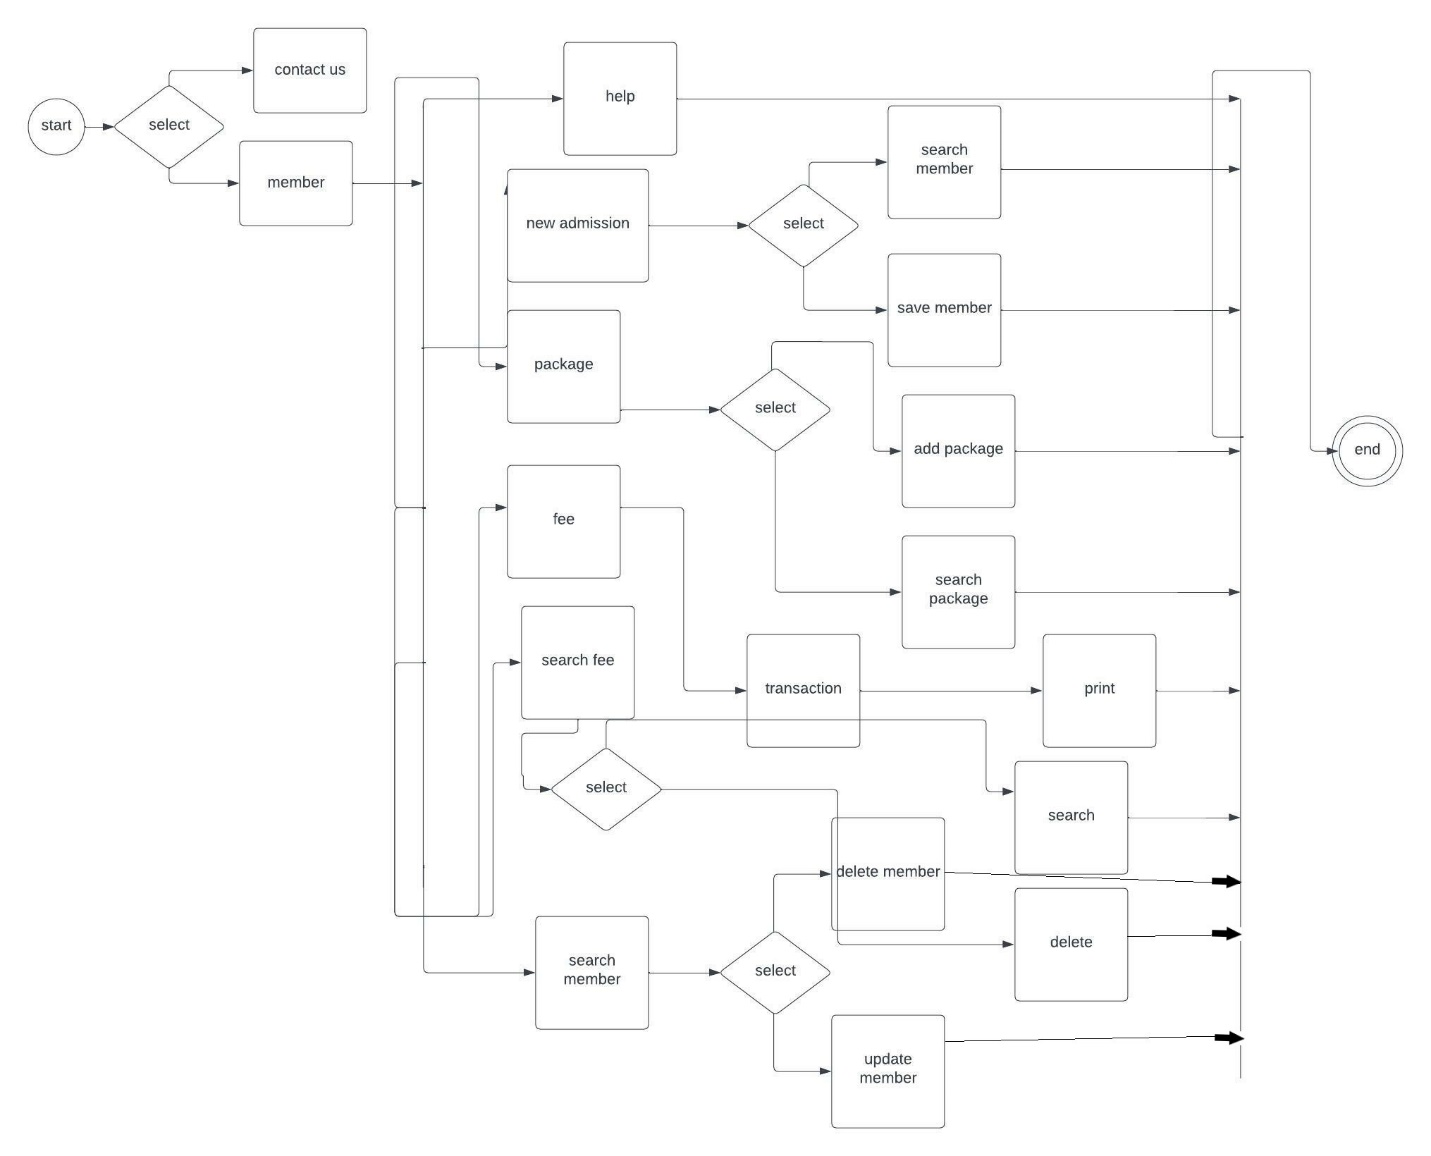 contact us
start
select
member
help
search
member
new admission
select
save member
package
select
add package
end
fee
search
package
search fee
transaction
print
select
search
delete member
delete
search
member
select
update
member